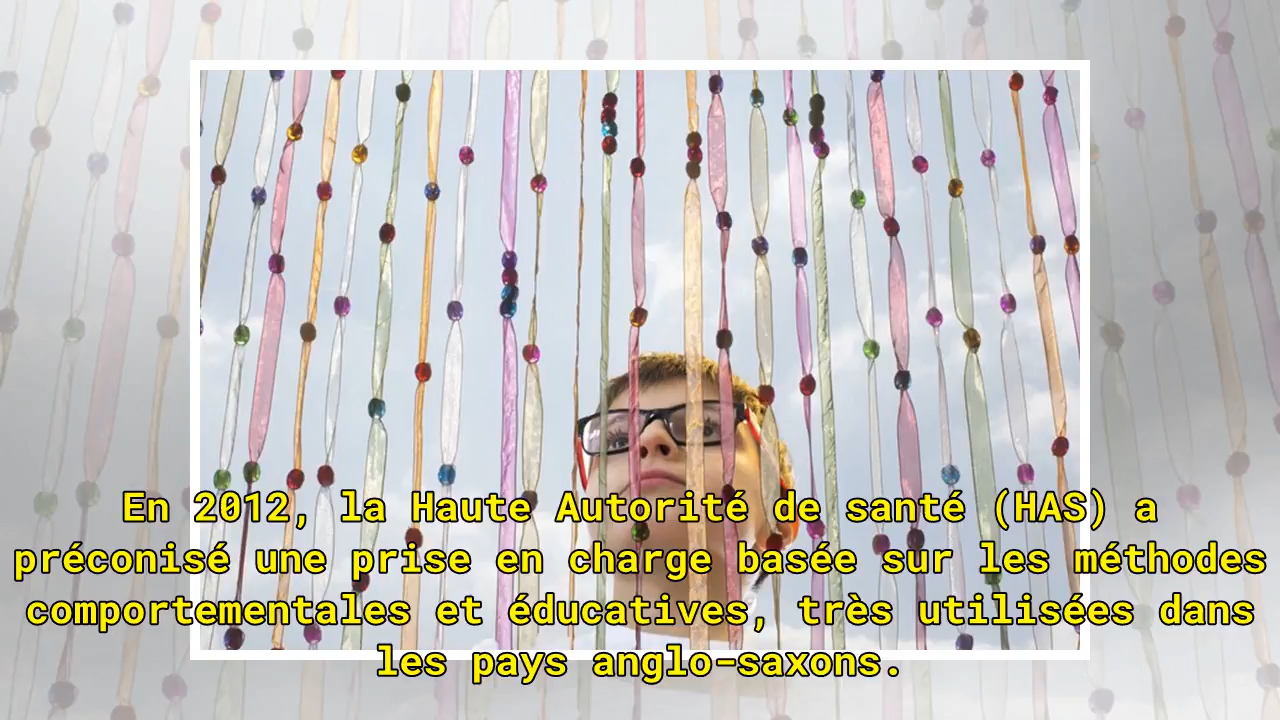 En 2012, la Haute Autorité de santé (HAS) a
préconisé une prise en charge basée sur les méthodes
comportementales et éducatives, très utilisées dans
les pays anglo-saxons.